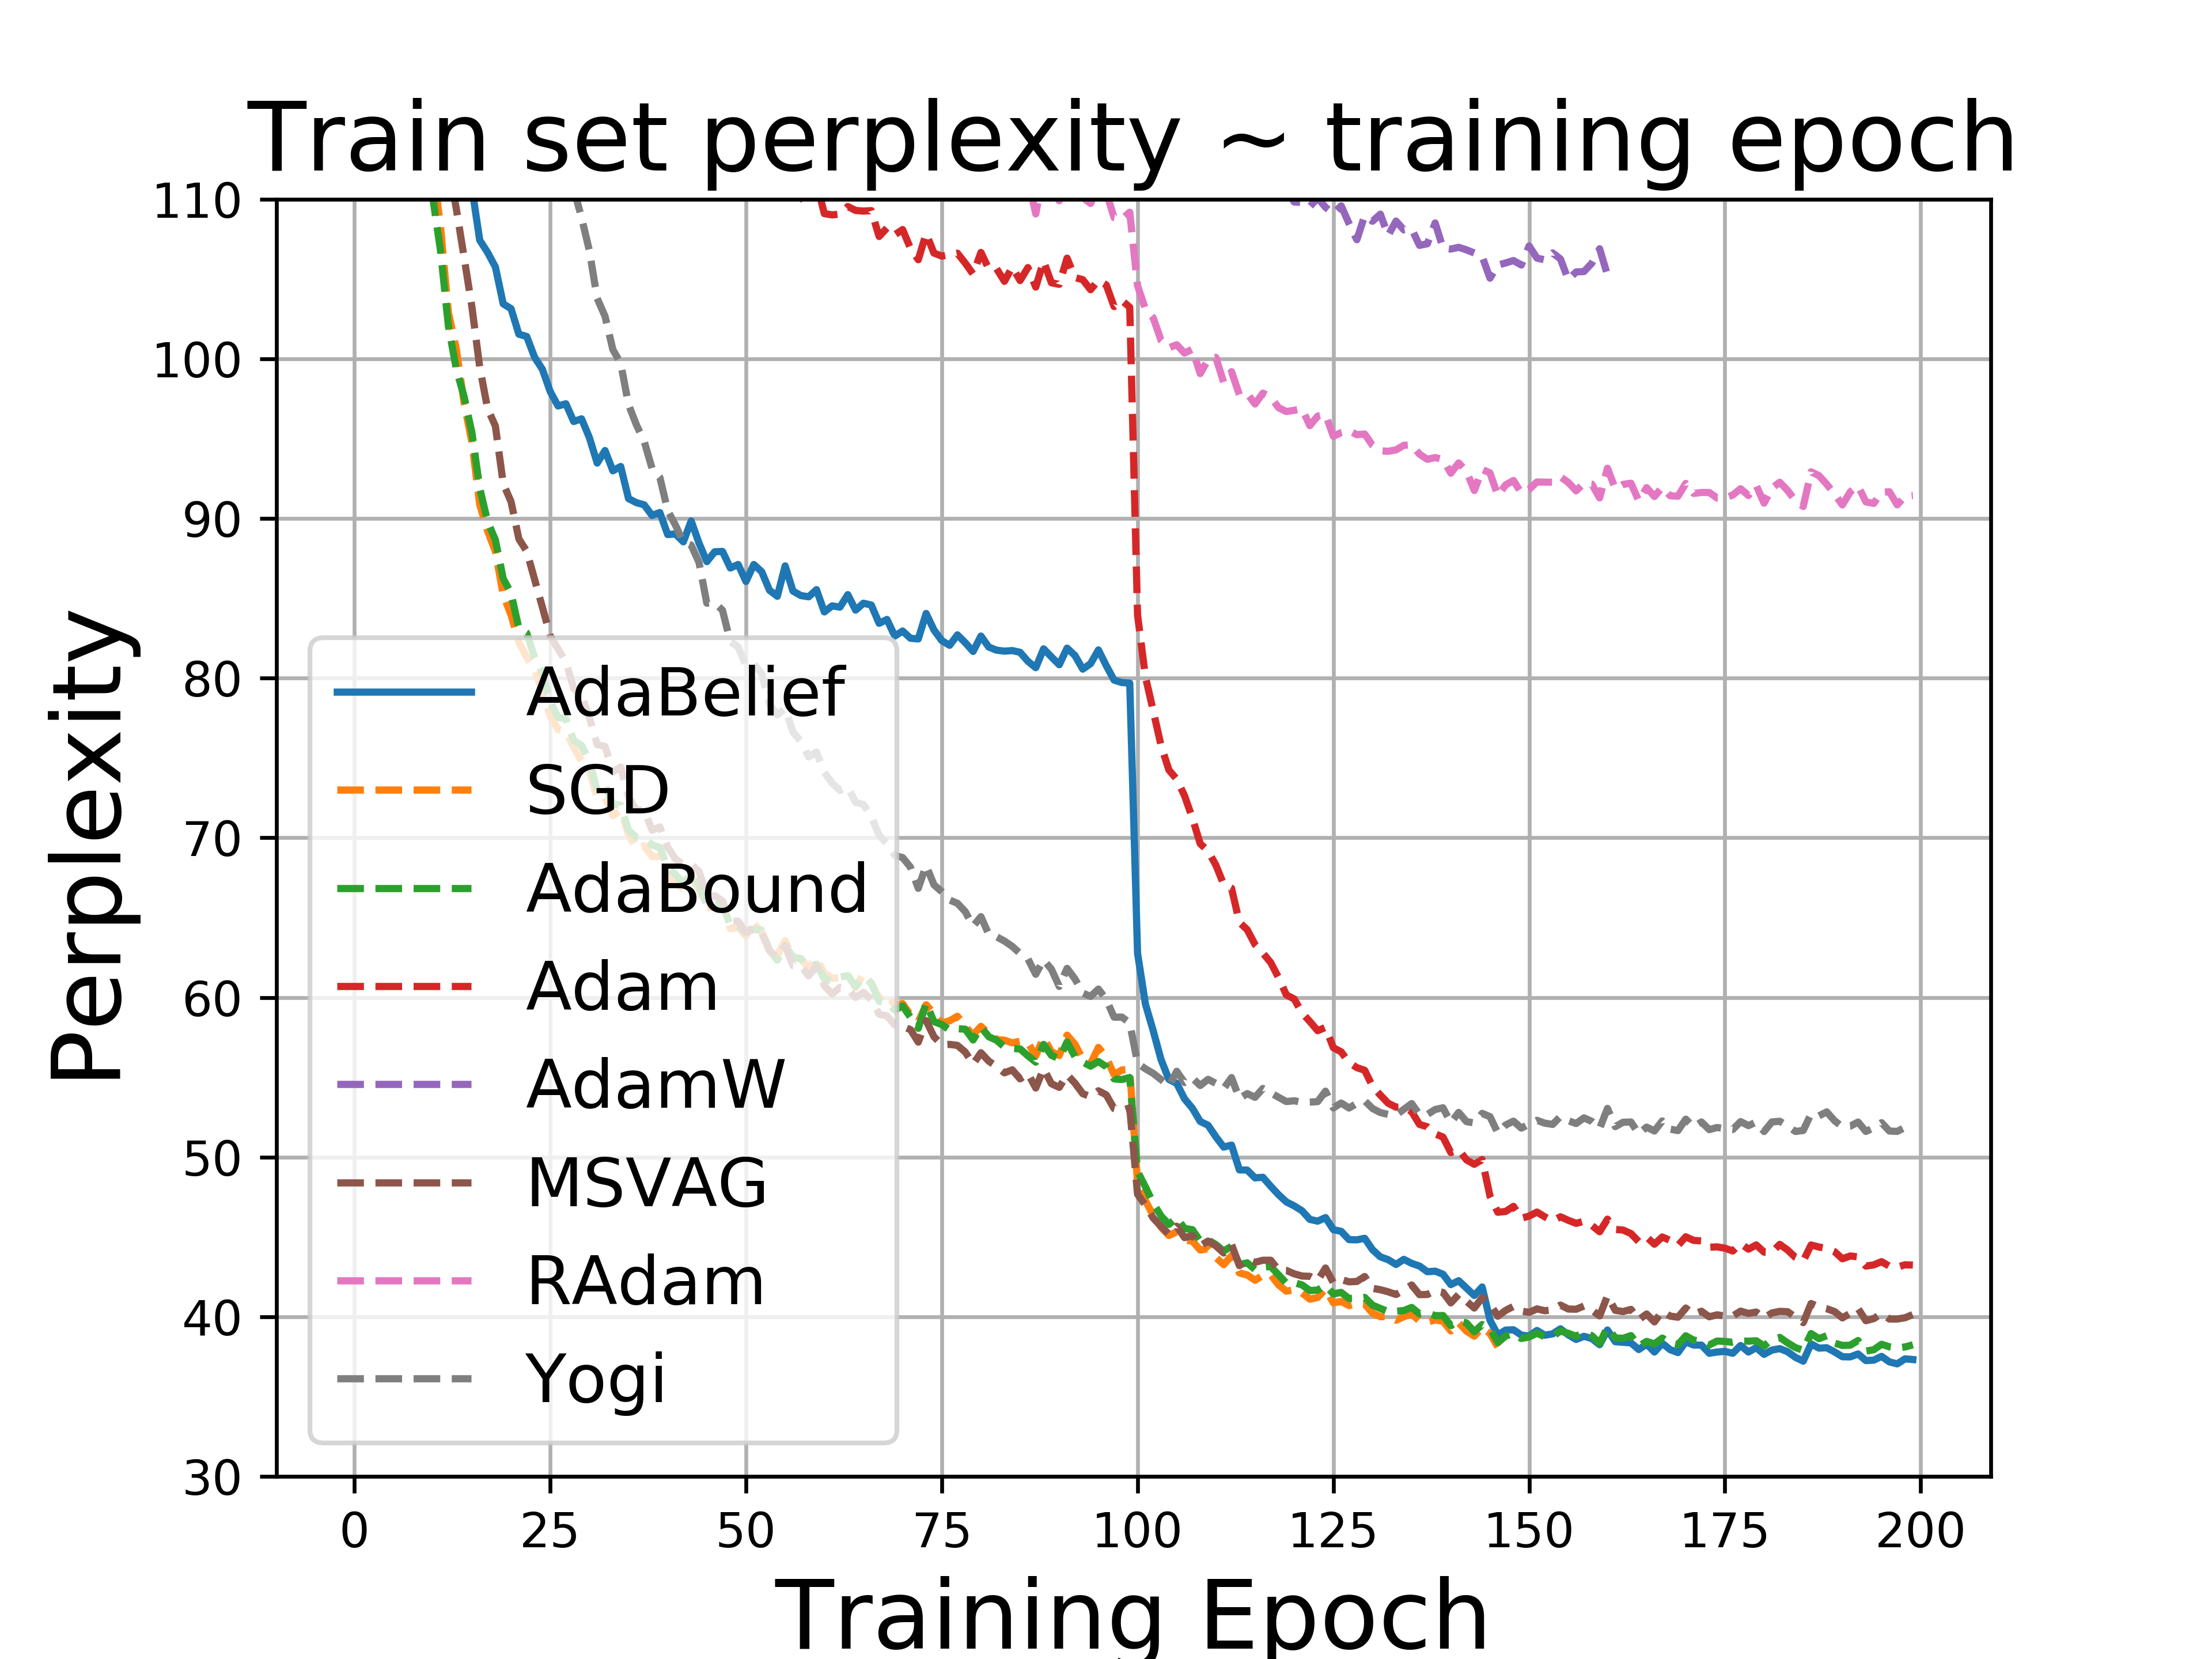 Train set perplexity ~ training epoch
110
100
90
80
70
60
50
40
30
Perplexity
AdaBelief
SGD
AdaBound
Adam
AdamW
MSVAG
RAdam
Yogi
0 25 50 75 100 125 150 175 200
Training Epoch